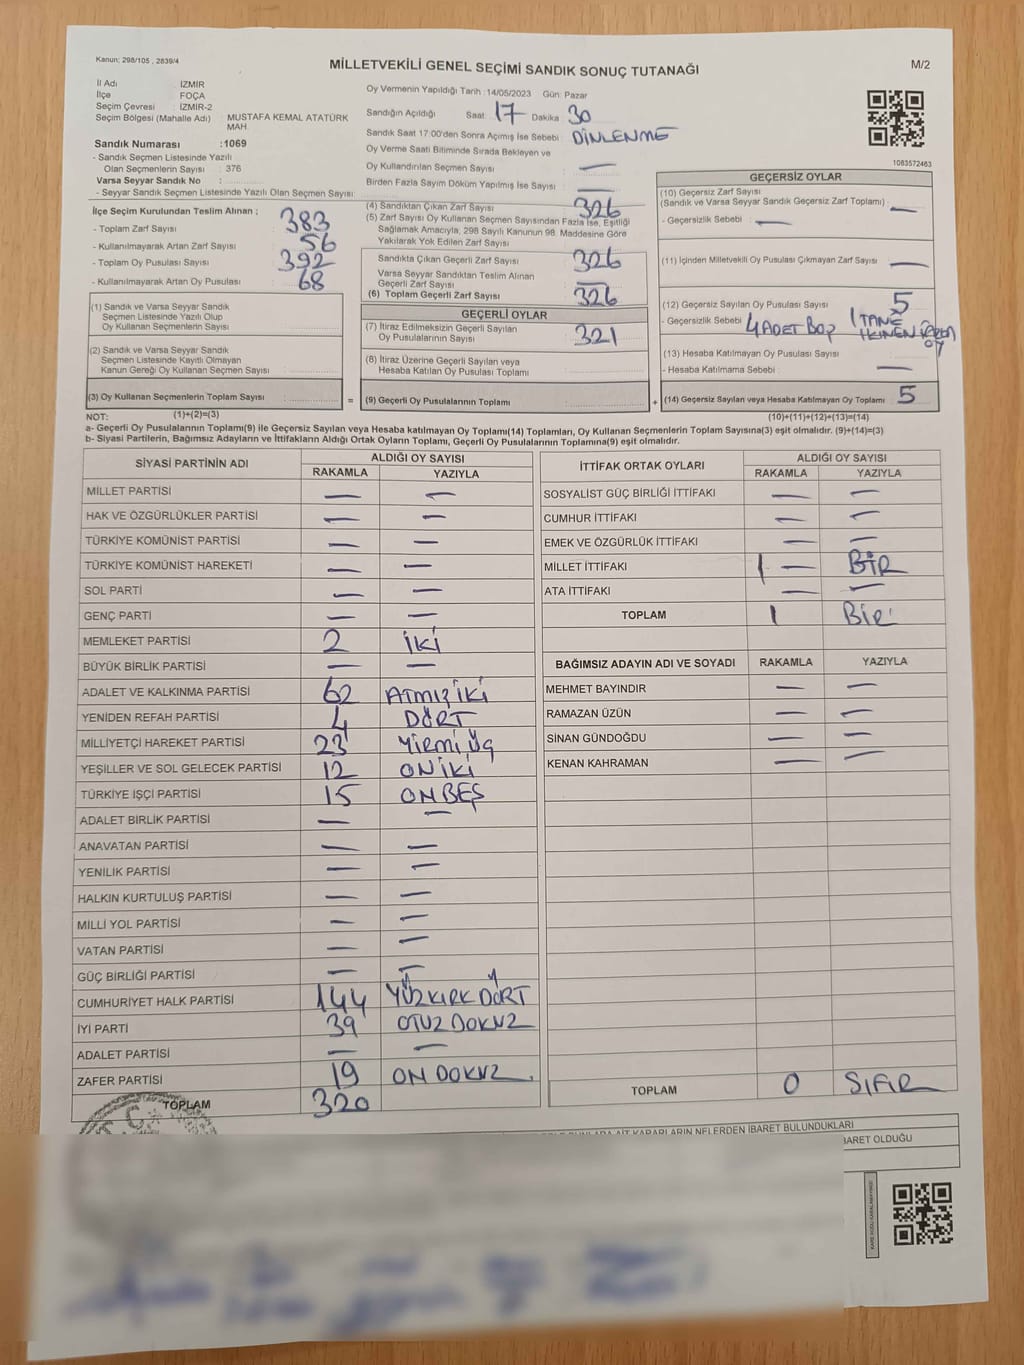 Kanun: 298/105 , 2839/4
MİLLETVEKİLİ GENEL SEÇİMİ SANDIK SONUÇ TUTANAĞI
M/2
İl Adı : İZMİR
İlçe : FOÇA
Seçim Çevresi : İZMİR-2
Seçim Bölgesi (Mahalle Adı) : MUSTAFA KEMAL ATATÜRK MAH.
Sandık Numarası :1069
- Sandık Seçmen Listesinde Yazılı
Olan Seçmenlerin Sayısı : 376
Varsa Seyyar Sandık No :
- Seyyar Sandık Seçmen Listesinde Yazılı Olan Seçmen Sayısı:
Oy Vermenin Yapıldığı Tarih :14/05/2023 Gün: Pazar
Sandığın Açıldığı Saat: 17 Dakika 30
Sandık Saat 17:00'den Sonra Açımış İse Sebebi : DİNLENME
Oy Verme Saati Bitiminde Sırada Bekleyen ve
Oy Kullandırılan Seçmen Sayısı : —
Birden Fazla Sayım Döküm Yapılmış İse Sayısı : —
1083572463
İlçe Seçim Kurulundan Teslim Alınan ;
- Toplam Zarf Sayısı : 383
- Kullanılmayarak Artan Zarf Sayısı : 56
- Toplam Oy Pusulası Sayısı : 392
- Kullanılmayarak Artan Oy Pusulası : 68
(1) Sandık ve Varsa Seyyar Sandık
Seçmen Listesinde Yazılı Olup
Oy Kullanan Seçmenlerin Sayısı :
(2) Sandık ve Varsa Seyyar Sandık
Seçmen Listesinde Kayıtlı Olmayan
Kanun Gereği Oy Kullanan Seçmen Sayısı :
(3) Oy Kullanan Seçmenlerin Toplam Sayısı :
(4) Sandıktan Çıkan Zarf Sayısı : 326
(5) Zarf Sayısı Oy Kullanan Seçmen Sayısından Fazla İse, Eşitliği
Sağlamak Amacıyla, 298 Sayılı Kanunun 98. Maddesine Göre
Yakılarak Yok Edilen Zarf Sayısı :
Sandıkta Çıkan Geçerli Zarf Sayısı : 326
Varsa Seyyar Sandıktan Teslim Alınan
Geçerli Zarf Sayısı : —
(6) Toplam Geçerli Zarf Sayısı : 326
GEÇERLİ OYLAR
(7) İtiraz Edilmeksizin Geçerli Sayılan
Oy Pusulalarının Sayısı : 321
(8) İtiraz Üzerine Geçerli Sayılan veya
Hesaba Katılan Oy Pusulası Toplamı :
= (9) Geçerli Oy Pusulalarının Toplamı :
GEÇERSİZ OYLAR
(10) Geçersiz Zarf Sayısı
(Sandık ve Varsa Seyyar Sandık Geçersiz Zarf Toplamı) : —
- Geçersizlik Sebebi : —
(11) İçinden Milletvekili Oy Pusulası Çıkmayan Zarf Sayısı : —
(12) Geçersiz Sayılan Oy Pusulası Sayısı : 5
- Geçersizlik Sebebi : 4 ADET BOŞ 1 TANE
OY
(13) Hesaba Katılmayan Oy Pusulası Sayısı :
- Hesaba Katılmama Sebebi : —
+ (14) Geçersiz Sayılan veya Hesaba Katılmayan Oy Toplamı : 5
NOT: (1)+(2)=(3)
(10)+(11)+(12)+(13)=(14)
a- Geçerli Oy Pusulaları Toplamı(9) ile Geçersiz Sayılan veya Hesaba katılmayan Oy Toplamı(14) Toplamları, Oy Kullanan Seçmenlerin Toplam Sayısına(3) eşit olmalıdır. (9)+(14)=(3)
b- Siyasi Partilerin, Bağımsız Adayların ve İttifakların Aldığı Ortak Oyların Toplamı, Geçerli Oy Pusulalarının Toplamına(9) eşit olmalıdır.
SİYASİ PARTİNİN ADI ALDIĞI OY SAYISI
RAKAMLA YAZIYLA
MİLLET PARTİSİ — —
HAK VE ÖZGÜRLÜKLER PARTİSİ — —
TÜRKİYE KOMÜNİST PARTİSİ — —
TÜRKİYE KOMÜNİST HAREKETİ — —
SOL PARTİ — —
GENÇ PARTİ — —
MEMLEKET PARTİSİ 2 İKİ
BÜYÜK BİRLİK PARTİSİ — —
ADALET VE KALKINMA PARTİSİ 62 ATMIŞ İKİ
YENİDEN REFAH PARTİSİ 4 DÖRT
MİLLİYETÇİ HAREKET PARTISI 23 YİRMİ ÜÇ
YEŞİLLER VE SOL GELECEK PARTİSİ 12 ON İKİ
TÜRKİYE İŞÇİ PARTİSİ 15 ONBEŞ
ADALET BİRLİK PARTİSİ — —
ANAVATAN PARTİSİ — —
YENİLİK PARTİSİ — —
HALKIN KURTULUŞ PARTİSİ — —
MİLLİ YOL PARTİSİ — —
VATAN PARTİSİ — —
GÜÇ BİRLİĞİ PARTİSİ — —
CUMHURİYET HALK PARTİSİ 144 YÜZ KIRK DÖRT
İYİ PARTİ 39 OTUZ DOKUZ
ADALET PARTİSİ — —
ZAFER PARTİSİ 19 ON DOKUZ
TOPLAM 320
İTTİFAK ORTAK OYLARI ALDIĞI OY SAYISI
RAKAMLA YAZIYLA
SOSYALİST GÜÇ BİRLİĞİ İTTİFAKI — —
CUMHUR İTTİFAKI — —
EMEK VE ÖZGÜRLÜK İTTİFAKI — —
MİLLET İTTİFAKI 1 — BİR
ATA İTTİFAKI — —
TOPLAM 1 BİR
BAĞIMSIZ ADAYIN ADI VE SOYADI RAKAMLA YAZIYLA
MEHMET BAYINDIR — —
RAMAZAN ÜZÜN — —
SİNAN GÜNDOĞDU — —
KENAN KAHRAMAN — —
TOPLAM 0 SIFIR
AİT KARARLARIN NELERDEN İBARET BULUNDUKLARI
İBARET OLDUĞU